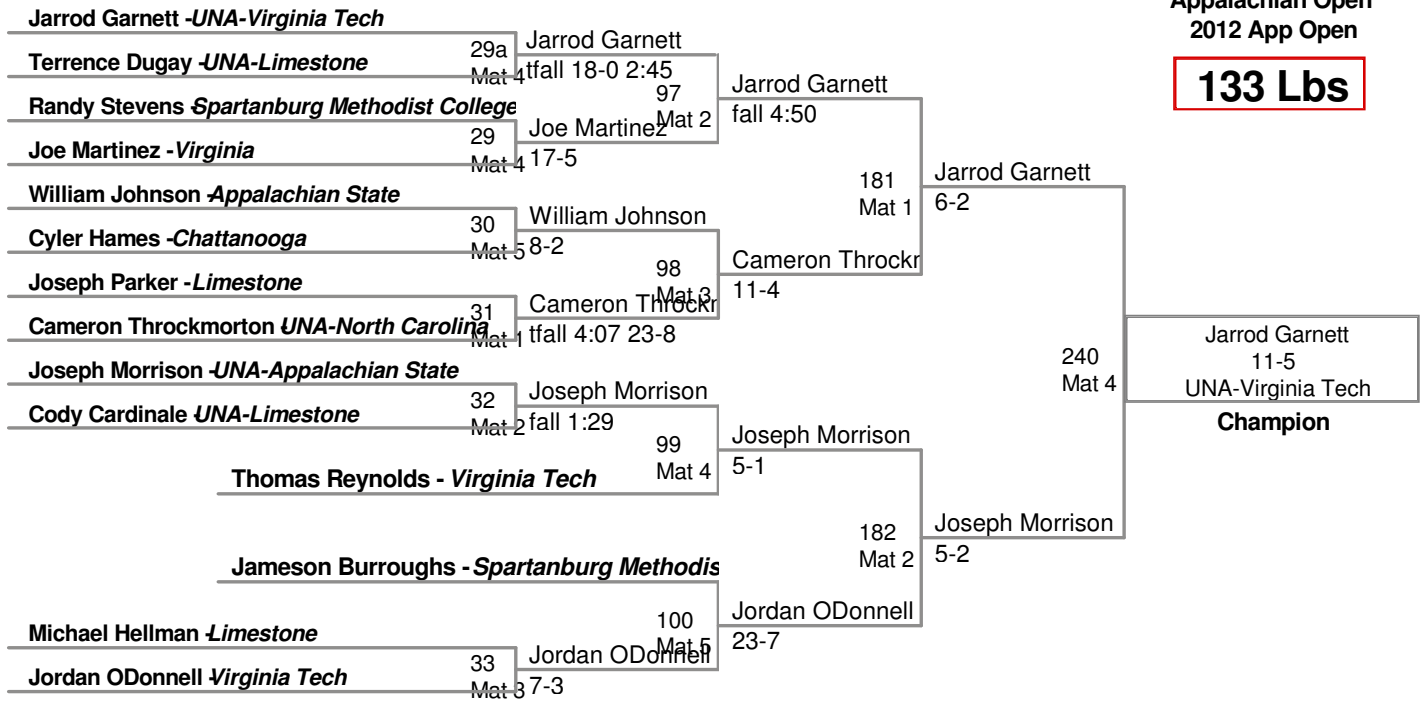 Appalachian Open
2012 App Open
133 Lbs
Jarrod Garnett -UNA-Virginia Tech
Terrence Dugay -UNA-Limestone
29a
Mat 4
Jarrod Garnett
tfall 18-0 2:45
Randy Stevens -Spartanburg Methodist College
Joe Martinez -Virginia
29
Mat 4
Joe Martinez
17-5
97
Mat 2
Jarrod Garnett
fall 4:50
William Johnson -Appalachian State
Cyler Hames -Chattanooga
30
Mat 5
William Johnson
8-2
Joseph Parker -Limestone
Cameron Throckmorton -UNA-North Carolina
31
Mat 1
Cameron Throckr
tfall 4:07 23-8
98
Mat 3
Cameron Throckr
11-4
181
Mat 1
Jarrod Garnett
6-2
Joseph Morrison -UNA-Appalachian State
Cody Cardinale -UNA-Limestone
32
Mat 2
Joseph Morrison
fall 1:29
Thomas Reynolds - Virginia Tech
99
Mat 4
Joseph Morrison
5-1
Jameson Burroughs - Spartanburg Methodis
Michael Hellman -Limestone
Jordan ODonnell -Virginia Tech
33
Mat 3
Jordan ODonnell
7-3
100
Mat 5
Jordan ODonnell
23-7
182
Mat 2
Joseph Morrison
5-2
240
Mat 4
Jarrod Garnett
11-5
UNA-Virginia Tech
Champion